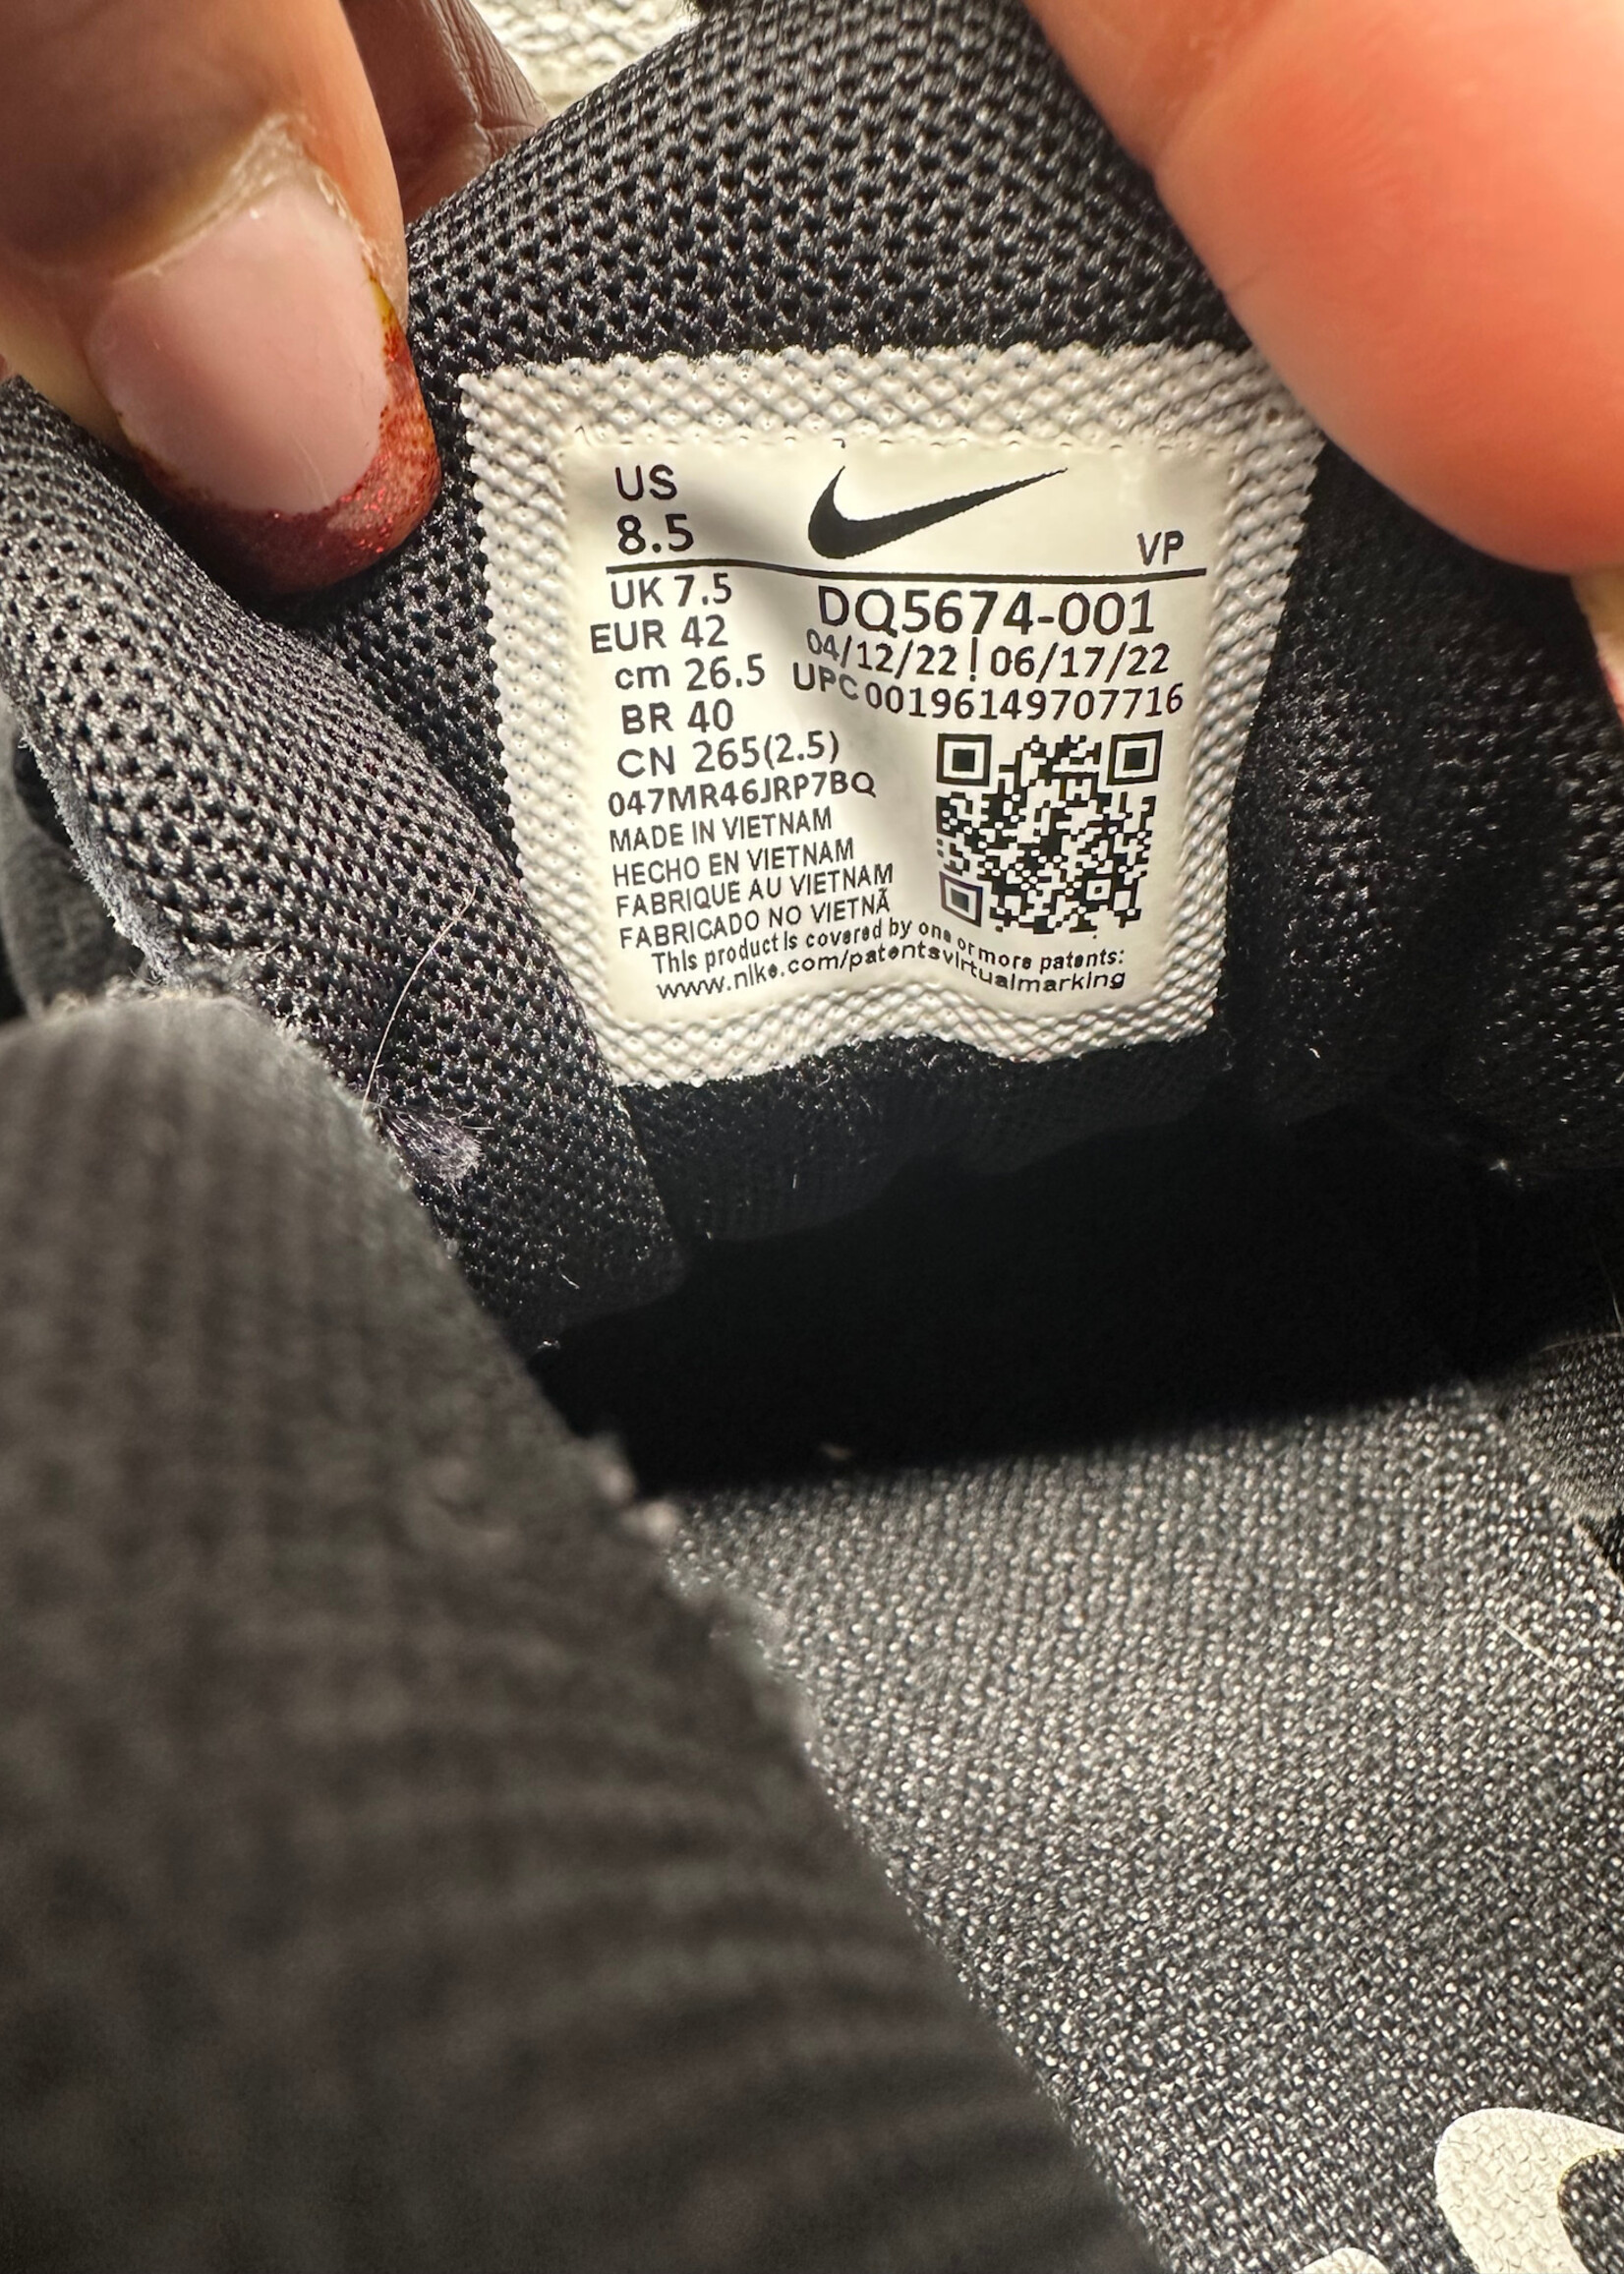 US
8.5
VP
UK 7.5
EUR 42
cm 26.5
BR 40
CN 265(2.5)
DQ5674-001
04/12/22 | 06/17/22
UPC 00196149707716
047MR46JRP7BQ
MADE IN VIETNAM
HECHO EN VIETNAM
FABRIQUE AU VIETNAM
FABRICADO NO VIETNÃ
This product is covered by one or more patents:
www.nike.com/patentsvirtualmarking